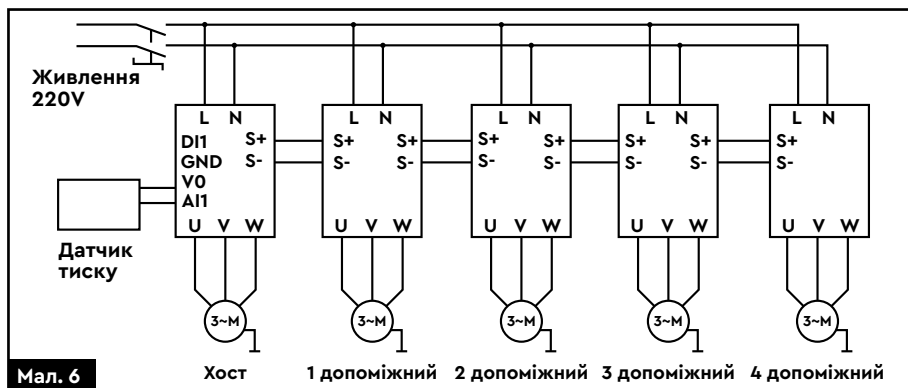 Живлення
220V
L N L N L N L N L N
DI1 S+ S+ S+ S+ S+ S+ S+ S+
GND S- S- S- S- S- S- S- S-
V0
AI1
U V W U V W U V W U V W U V W
Датчик
тиску
3~M 3~M 3~M 3~M 3~M
Мал. 6 Хост 1 допоміжний 2 допоміжний 3 допоміжний 4 допоміжний